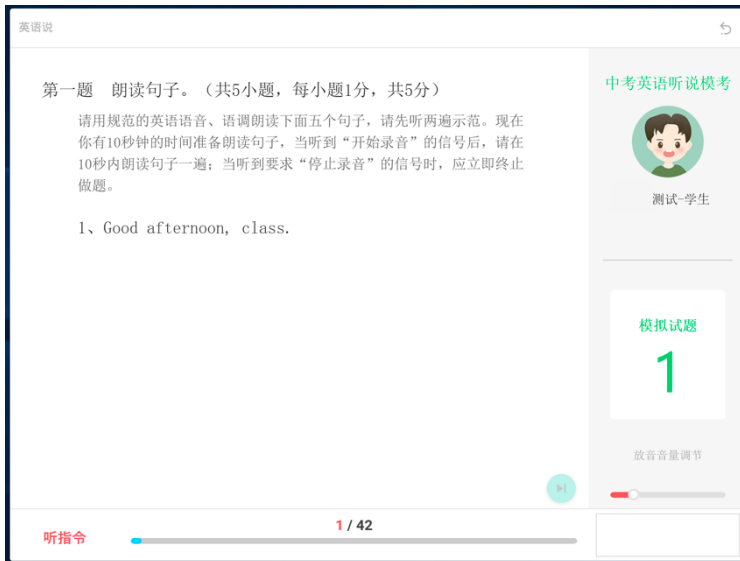 英语说
第一题 朗读句子。（共5小题，每小题1分，共5分）
请用规范的英语语音、语调朗读下面五个句子，请先听两遍示范。现在
你有10秒钟的时间准备朗读句子，当听到“开始录音”的信号后，请在
10秒内朗读句子一遍；当听到要求“停止录音”的信号时，应立即终止
做题。
1、Good afternoon, class.
中考英语听说模考
测试-学生
模拟试题
1
放音音量调节
听指令
1 / 42